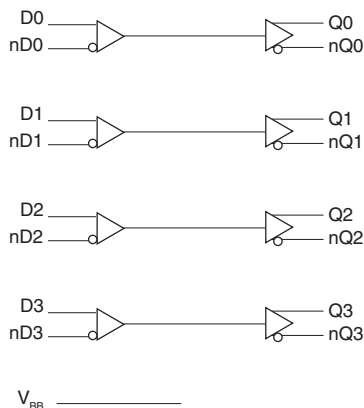 D0 Q0
nD0 nQ0
D1 Q1
nD1 nQ1
D2 Q2
nD2 nQ2
D3 Q3
nD3 nQ3
VBB